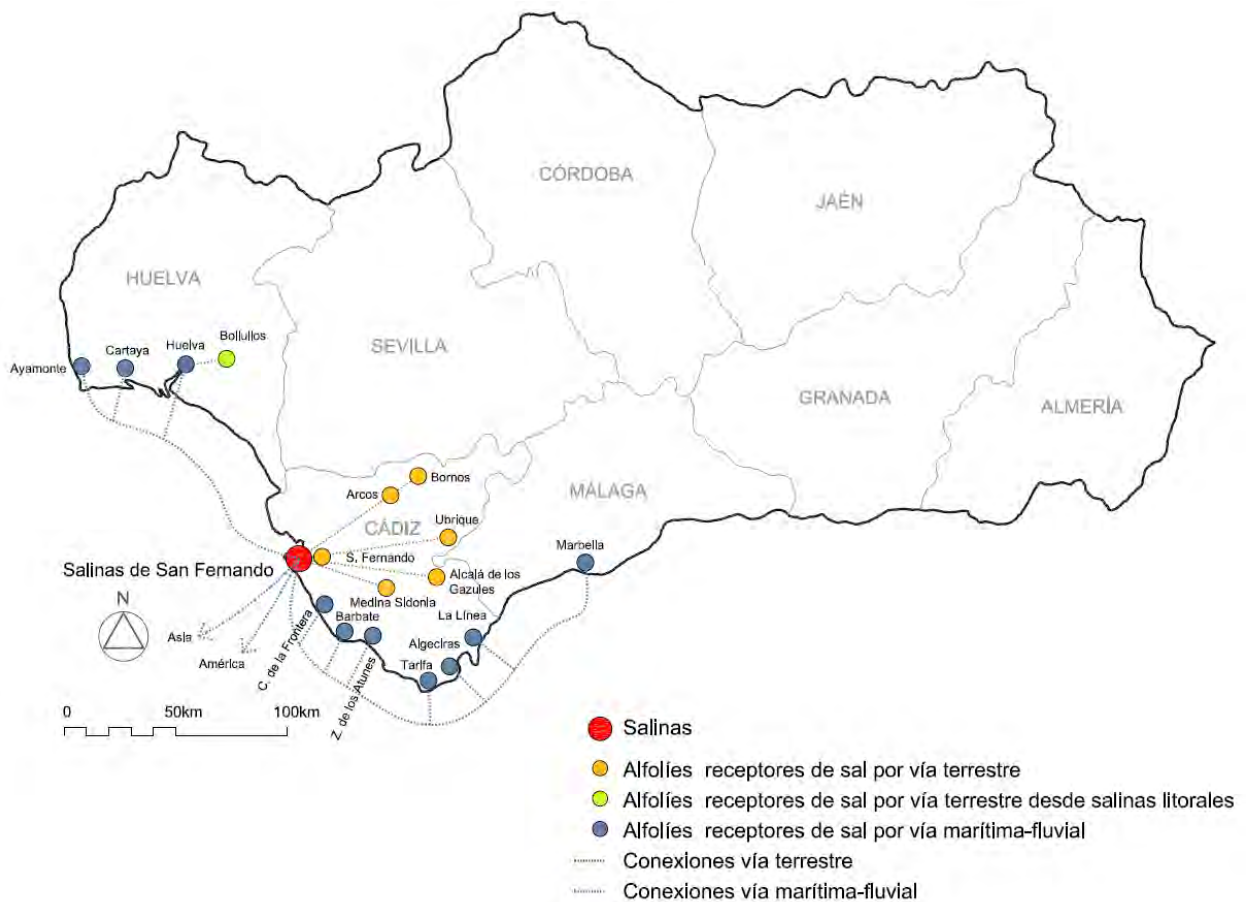 CÓRDOBA
JAÉN
HUELVA
SEVILLA
GRANADA
ALMERÍA
MÁLAGA
CÁDIZ
Ayamonte
Cartaya
Huelva
Bollullos
Bornos
Arcos
Ubrique
S. Fernando
Salinas de San Fernando
Alcalá de los
Gazules
Medina Sidonia
Marbella
La Línea
Algeciras
Tarifa
Barbate
C. de la Frontera
Z. de los Atunes
N
Asia
América
0 50km 100km
Salinas
Alfolíes receptores de sal por vía terrestre
Alfolíes receptores de sal por vía terrestre desde salinas litorales
Alfolíes receptores de sal por vía marítima-fluvial
Conexiones vía terrestre
Conexiones vía marítima-fluvial